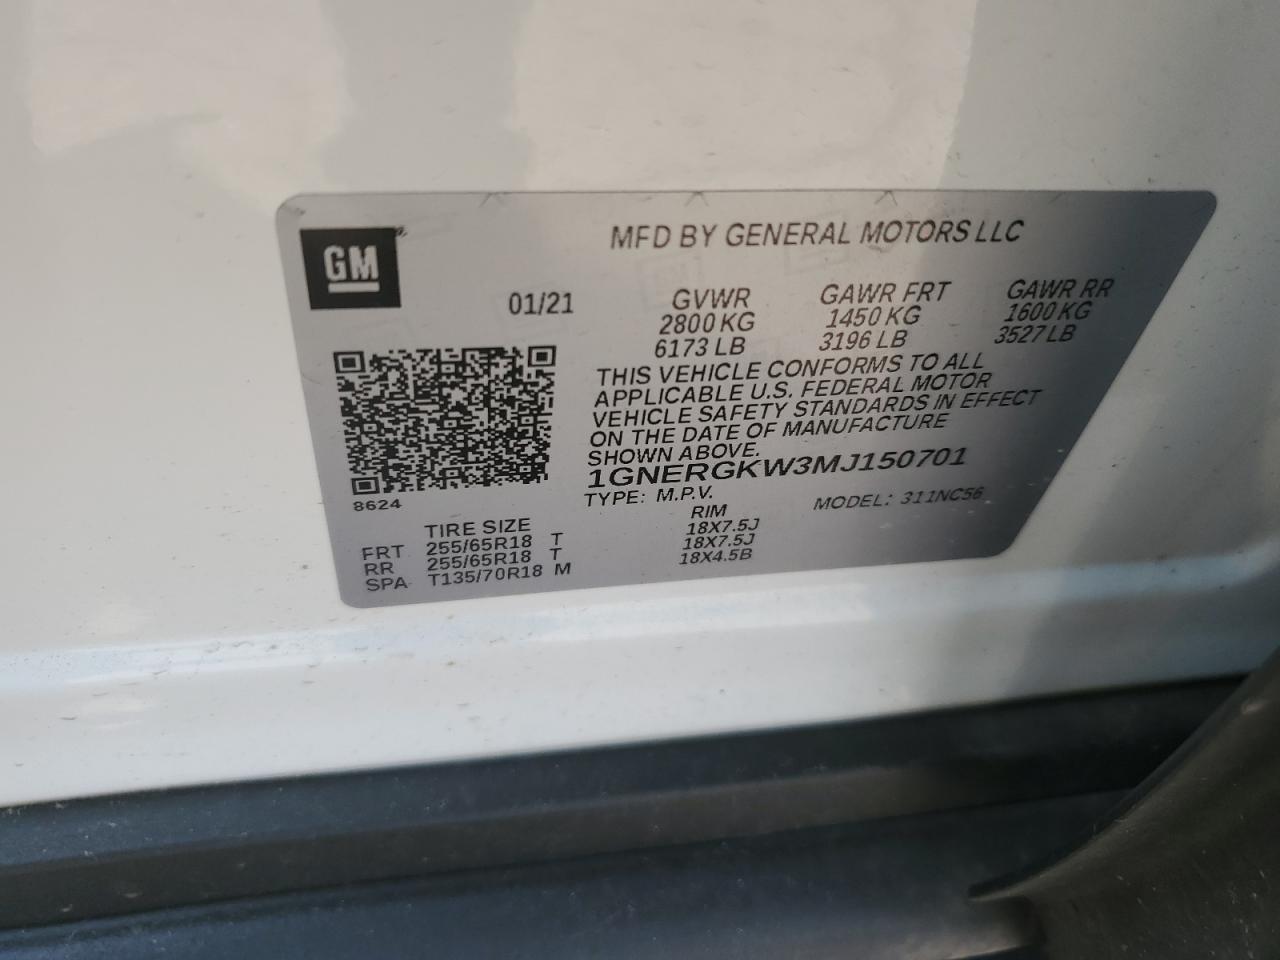 GM
MFD BY GENERAL MOTORS LLC
01/21
GVWR GAWR FRT GAWR RR
2800 KG 1450 KG 1600 KG
6173 LB 3196 LB 3527 LB
THIS VEHICLE CONFORMS TO ALL
APPLICABLE U.S. FEDERAL MOTOR
VEHICLE SAFETY STANDARDS IN EFFECT
ON THE DATE OF MANUFACTURE
SHOWN ABOVE.
1GNERGKW3MJ150701
TYPE: M.P.V. MODEL: 311NC56
8624
TIRE SIZE RIM
FRT 255/65R18 T 18X7.5J
RR 255/65R18 T 18X7.5J
SPA T135/70R18 M 18X4.5B